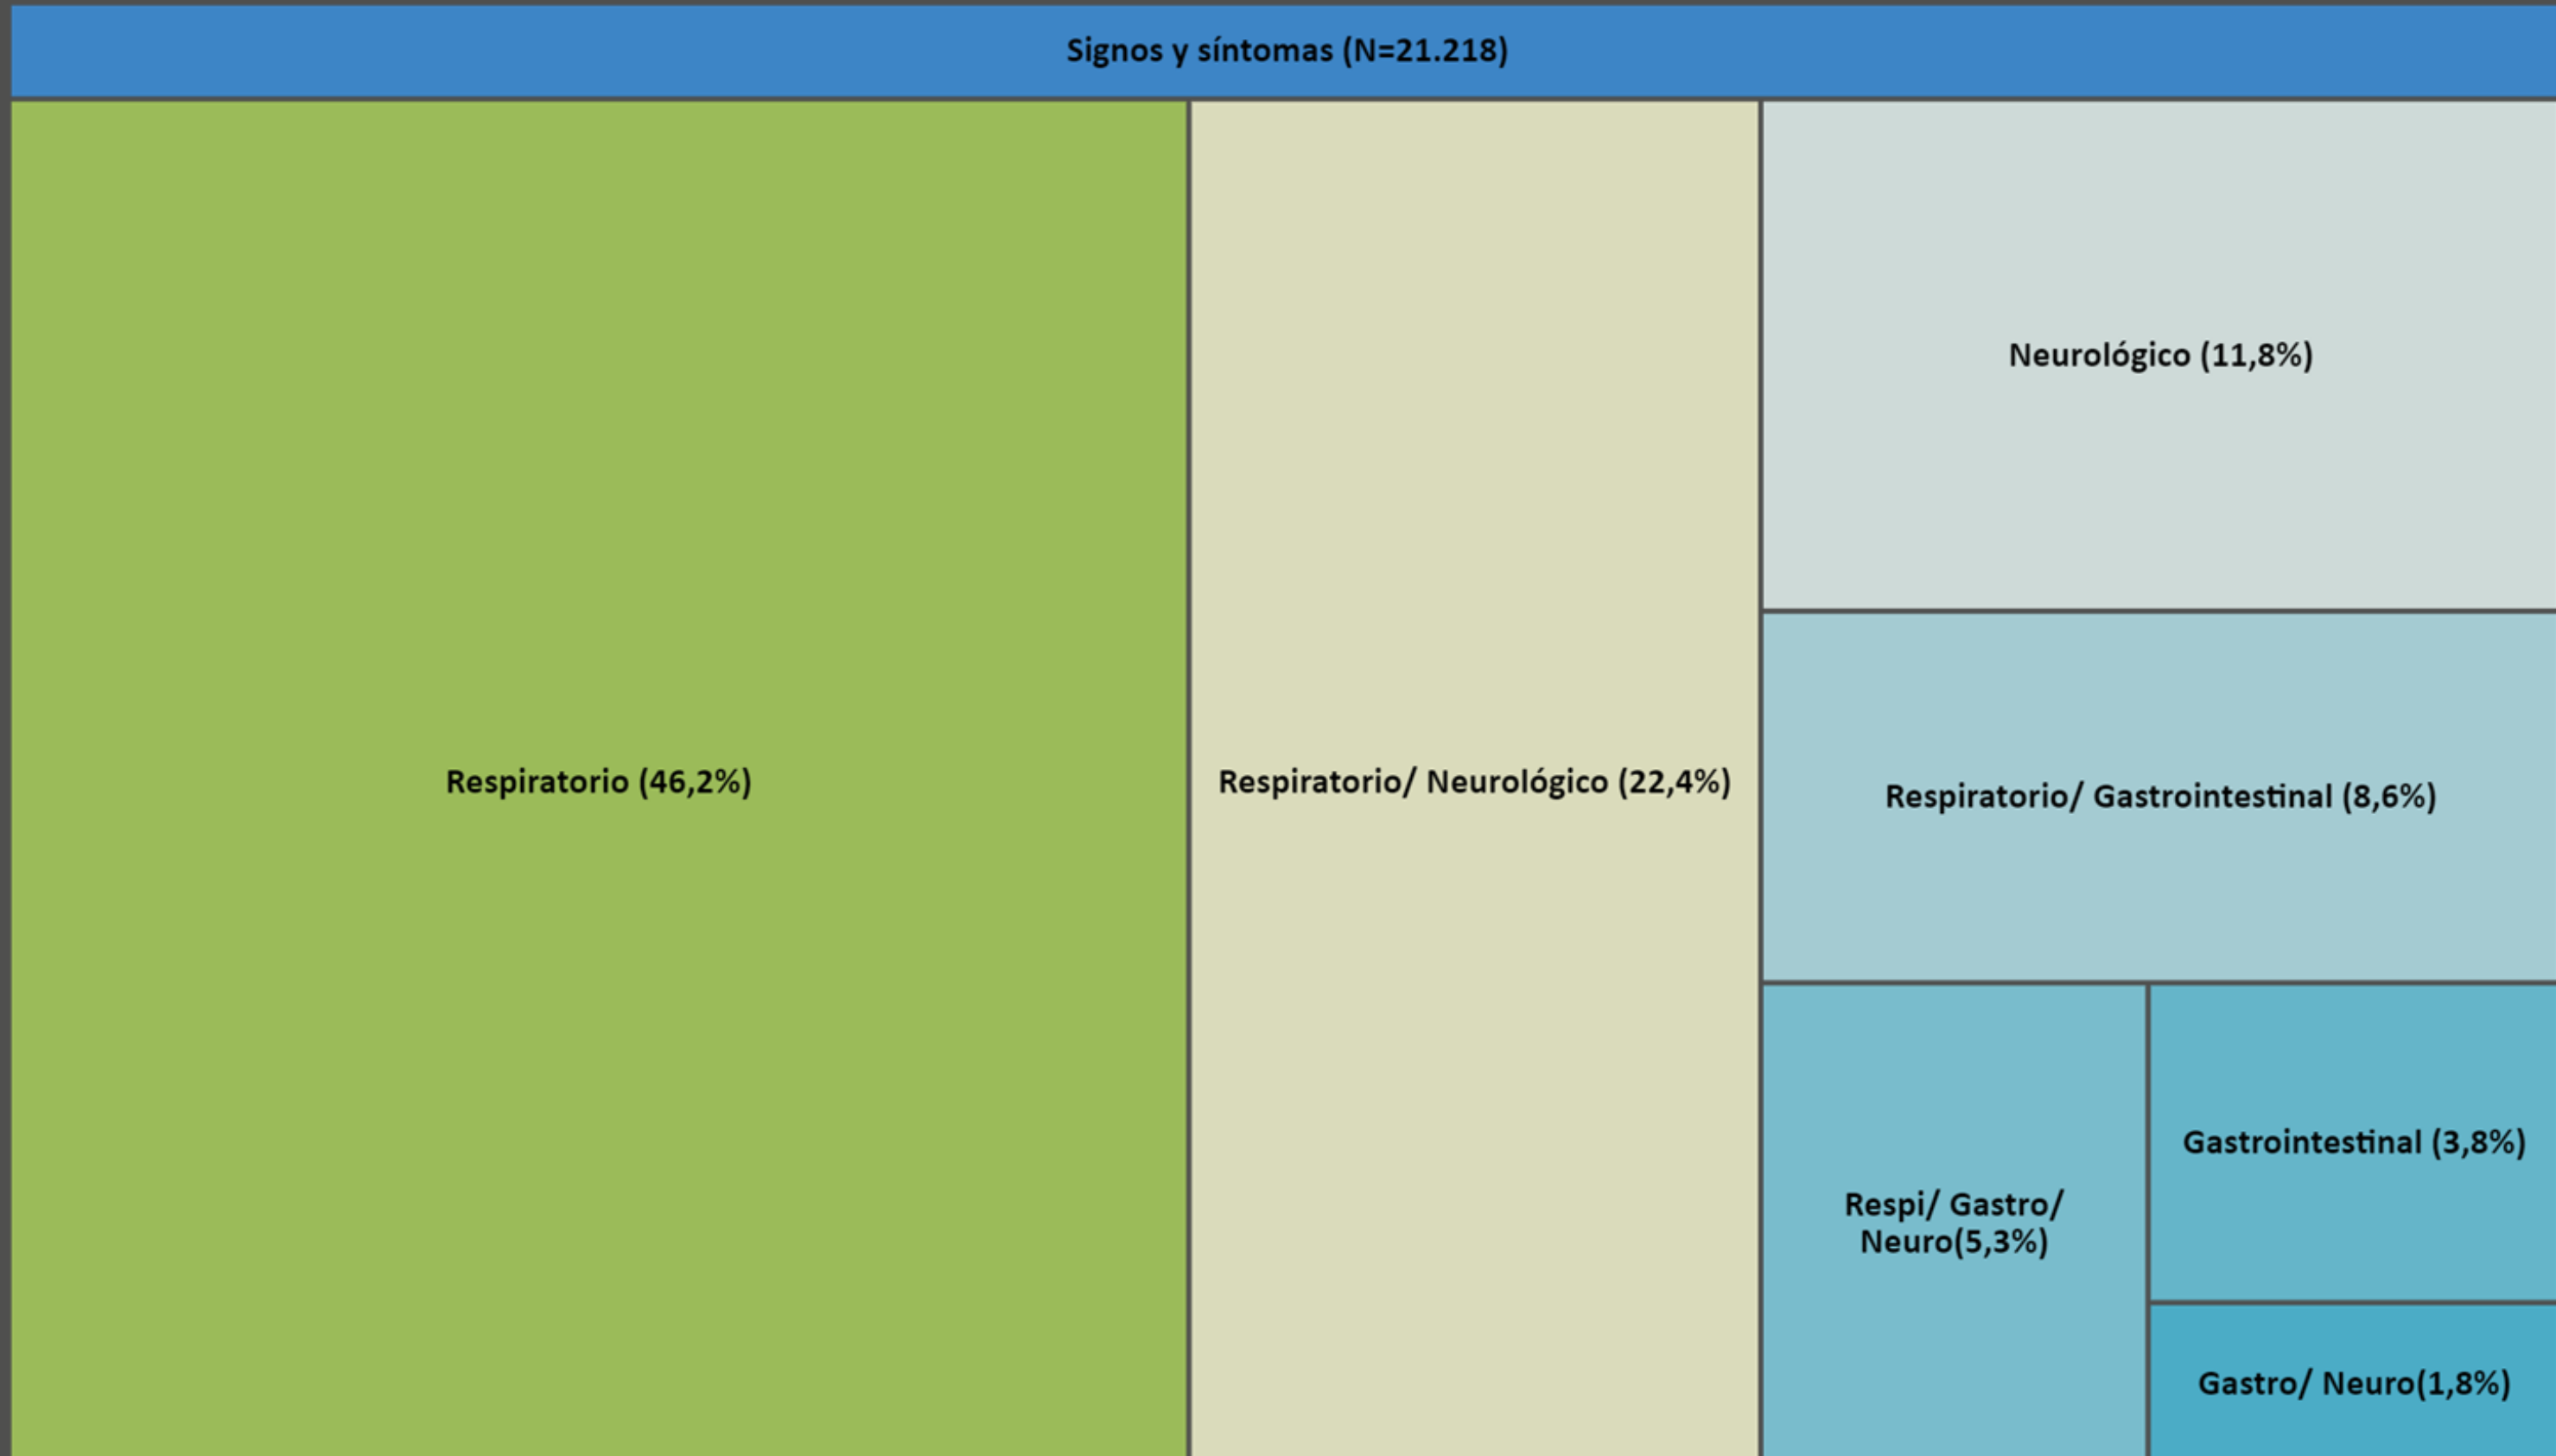 Signos y síntomas (N=21.218)
Respiratorio (46,2%)
Respiratorio/ Neurológico (22,4%)
Neurológico (11,8%)
Respiratorio/ Gastrointestinal (8,6%)
Respi/ Gastro/
Neuro(5,3%)
Gastrointestinal (3,8%)
Gastro/ Neuro(1,8%)